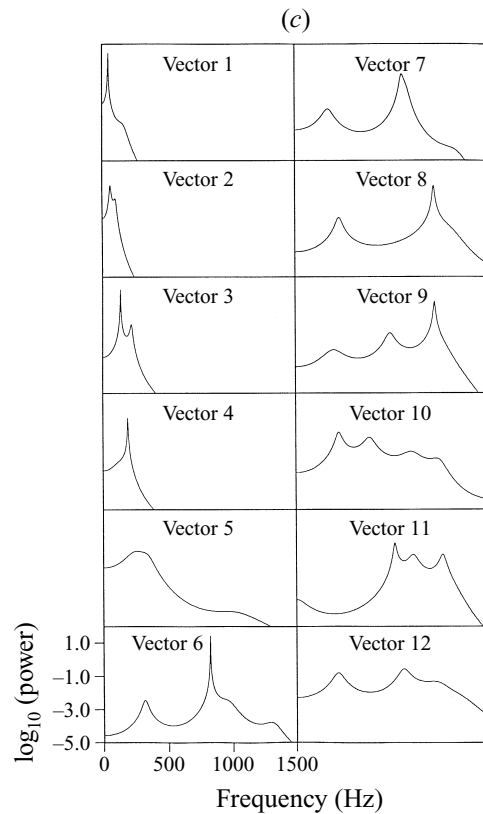 (c)
Vector 1
Vector 7
Vector 2
Vector 8
Vector 3
Vector 9
Vector 4
Vector 10
Vector 5
Vector 11
Vector 6
Vector 12
log10 (power)
1.0
−1.0
−3.0
−5.0
0 500 1000 1500
Frequency (Hz)